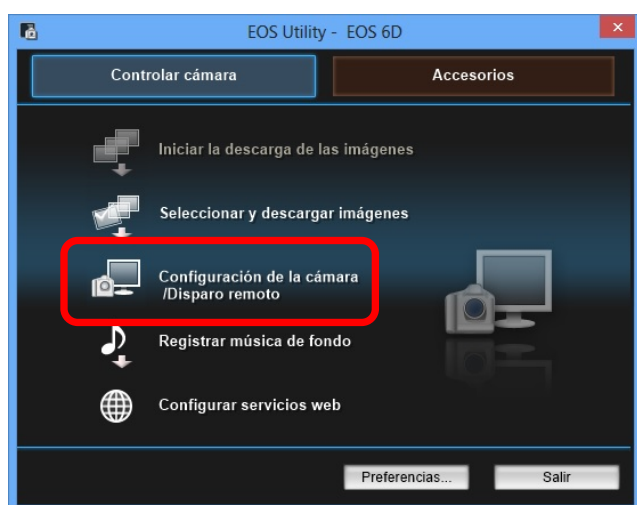 EOS Utility - EOS 6D
Controlar cámara
Accesorios
Iniciar la descarga de las imágenes
Seleccionar y descargar imágenes
Configuración de la cámara
/Disparo remoto
Registrar música de fondo
Configurar servicios web
Preferencias...
Salir